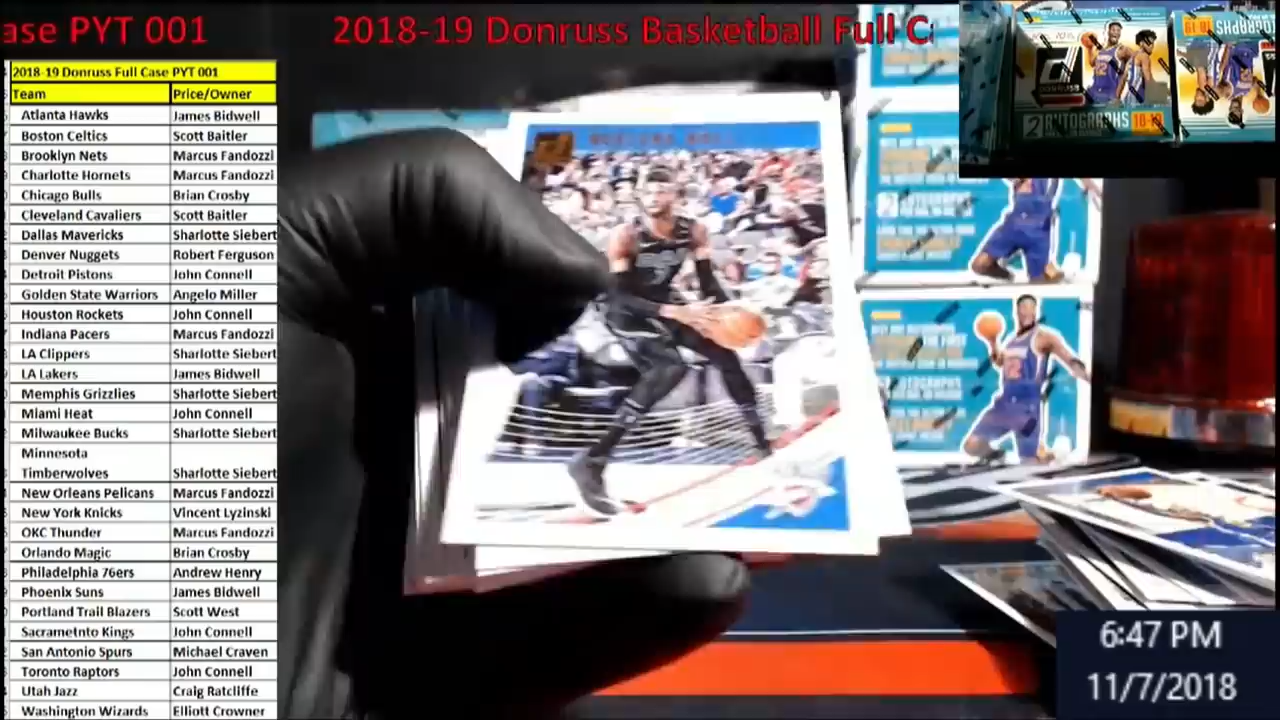 ase PYT 001
2018-19 Donruss Basketball Full Ca
2018-19 Donruss Full Case PYT 001
Team Price/Owner
Atlanta Hawks James Bidwell
Boston Celtics Scott Baitler
Brooklyn Nets Marcus Fandozzi
Charlotte Hornets Marcus Fandozzi
Chicago Bulls Brian Crosby
Cleveland Cavaliers Scott Baitler
Dallas Mavericks Sharlotte Siebert
Denver Nuggets Robert Ferguson
Detroit Pistons John Connell
Golden State Warriors Angelo Miller
Houston Rockets John Connell
Indiana Pacers Marcus Fandozzi
LA Clippers Sharlotte Siebert
LA Lakers James Bidwell
Memphis Grizzlies Sharlotte Siebert
Miami Heat John Connell
Milwaukee Bucks Sharlotte Siebert
Minnesota
Timberwolves Sharlotte Siebert
New Orleans Pelicans Marcus Fandozzi
New York Knicks Vincent Lyzinski
OKC Thunder Marcus Fandozzi
Orlando Magic Brian Crosby
Philadelphia 76ers Andrew Henry
Phoenix Suns James Bidwell
Portland Trail Blazers Scott West
Sacrametnto Kings John Connell
San Antonio Spurs Michael Craven
Toronto Raptors John Connell
Utah Jazz Craig Ratcliffe
Washington Wizards Elliott Crowner
DONRUSS
2 AUTOGRAPHS 18-19
6:47 PM
11/7/2018